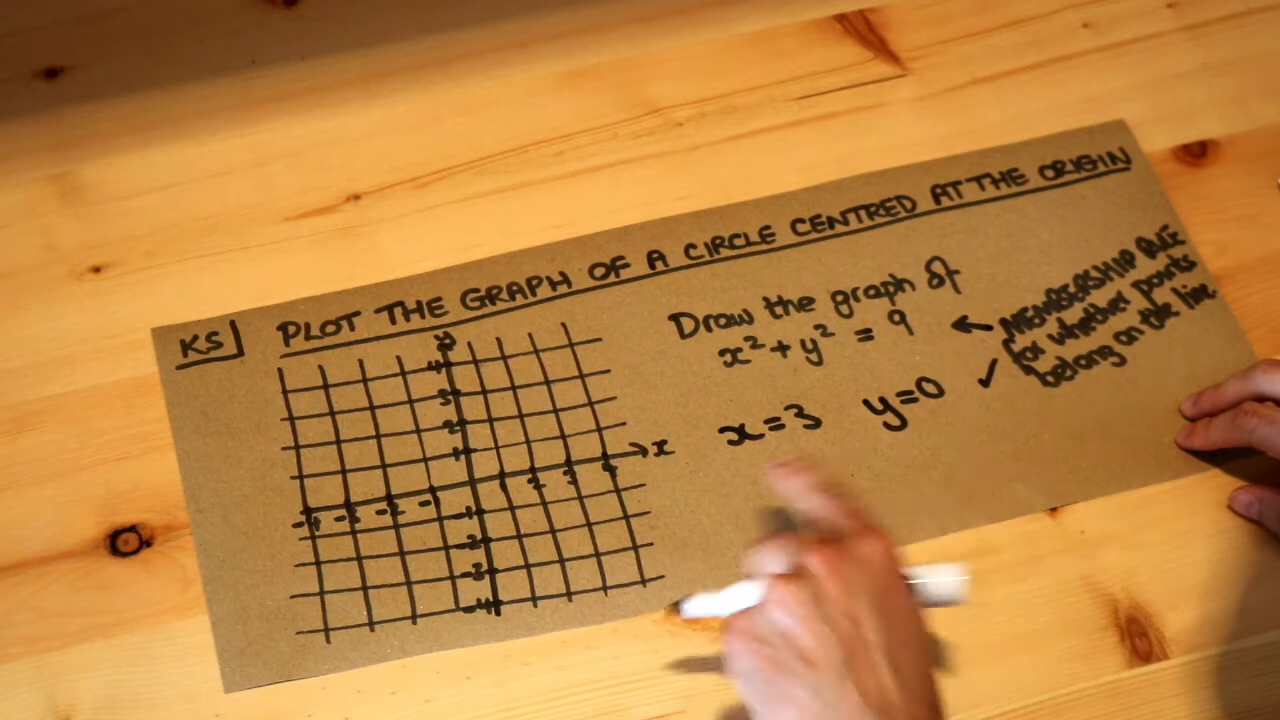 KS
PLOT THE GRAPH OF A CIRCLE CENTRED AT THE ORIGIN
Draw the graph of
x² + y² = 9
← MEMBERSHIP RULE
for whether points
belong on the line.
x=3 y=0 ✓
y
4
3
2
1
x
-4 -3 -2 -1 2 3 4
-1
-2
-3
-4